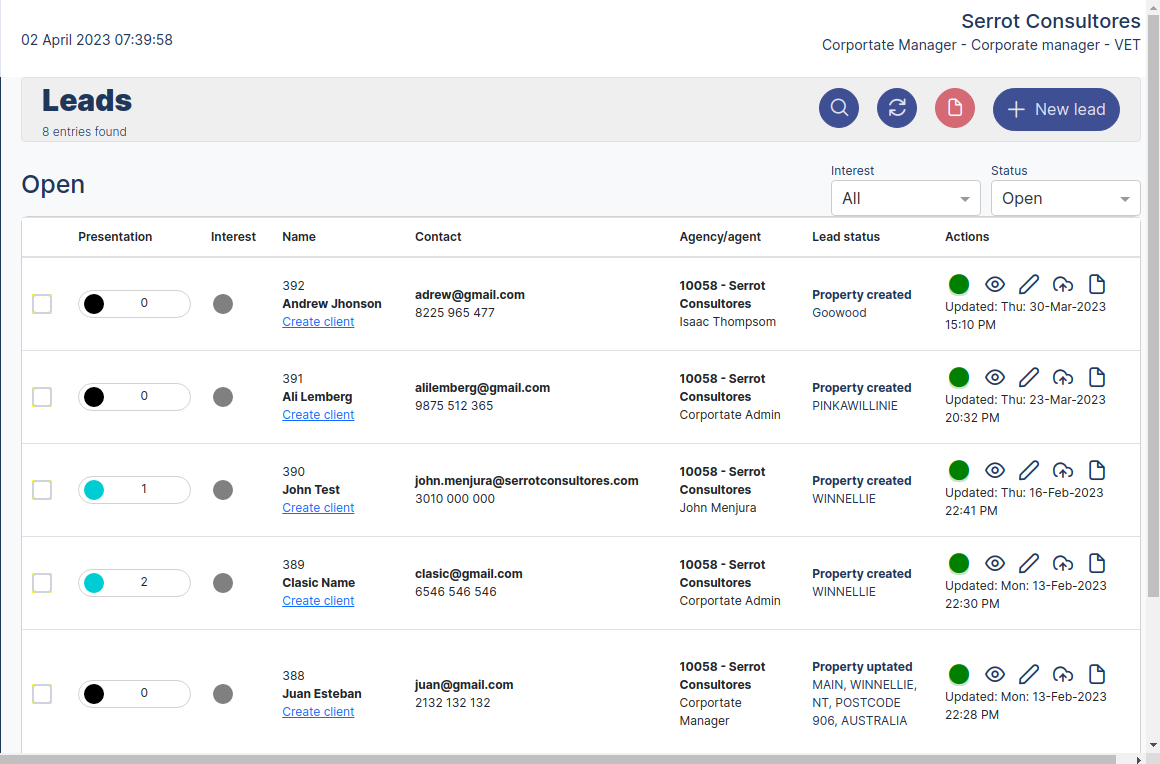 Serrot Consultores
02 April 2023 07:39:58
Corportate Manager - Corporate manager - VET
Leads
8 entries found
New lead
Open
Interest
Status
All
Open
Presentation Interest Name Contact Agency/agent Lead status Actions
0
392
Andrew Jhonson
Create client
adrew@gmail.com
8225 965 477
10058 - Serrot
Consultores
Isaac Thompsom
Property created
Goowood
Updated: Thu: 30-Mar-2023
15:10 PM
0
391
Ali Lemberg
Create client
alilemberg@gmail.com
9875 512 365
10058 - Serrot
Consultores
Corportate Admin
Property created
PINKAWILLINIE
Updated: Thu: 23-Mar-2023
20:32 PM
1
390
John Test
Create client
john.menjura@serrotconsultores.com
3010 000 000
10058 - Serrot
Consultores
John Menjura
Property created
WINNELLIE
Updated: Thu: 16-Feb-2023
22:41 PM
2
389
Clasic Name
Create client
clasic@gmail.com
6546 546 546
10058 - Serrot
Consultores
Corportate Admin
Property created
WINNELLIE
Updated: Mon: 13-Feb-2023
22:30 PM
0
388
Juan Esteban
Create client
juan@gmail.com
2132 132 132
10058 - Serrot
Consultores
Corportate
Manager
Property uptated
MAIN, WINNELLIE,
NT, POSTCODE
906, AUSTRALIA
Updated: Mon: 13-Feb-2023
22:28 PM